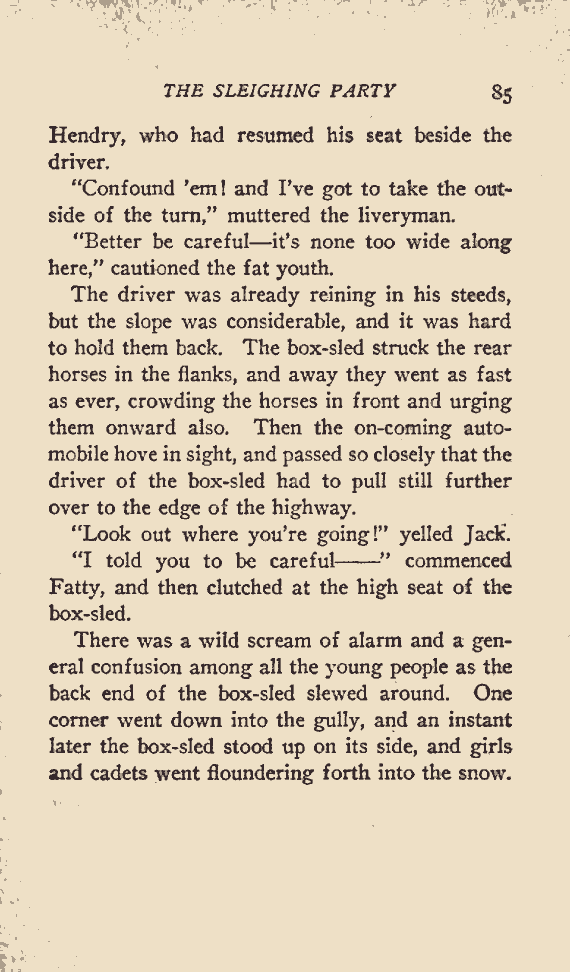 THE SLEIGHING PARTY 85
Hendry, who had resumed his seat beside the
driver.
"Confound 'em! and I've got to take the out-
side of the turn," muttered the liveryman.
"Better be careful—it's none too wide along
here," cautioned the fat youth.
The driver was already reining in his steeds,
but the slope was considerable, and it was hard
to hold them back. The box-sled struck the rear
horses in the flanks, and away they went as fast
as ever, crowding the horses in front and urging
them onward also. Then the on-coming auto-
mobile hove in sight, and passed so closely that the
driver of the box-sled had to pull still further
over to the edge of the highway.
"Look out where you're going!" yelled Jack.
"I told you to be careful——" commenced
Fatty, and then clutched at the high seat of the
box-sled.
There was a wild scream of alarm and a gen-
eral confusion among all the young people as the
back end of the box-sled slewed around. One
corner went down into the gully, and an instant
later the box-sled stood up on its side, and girls
and cadets went floundering forth into the snow.